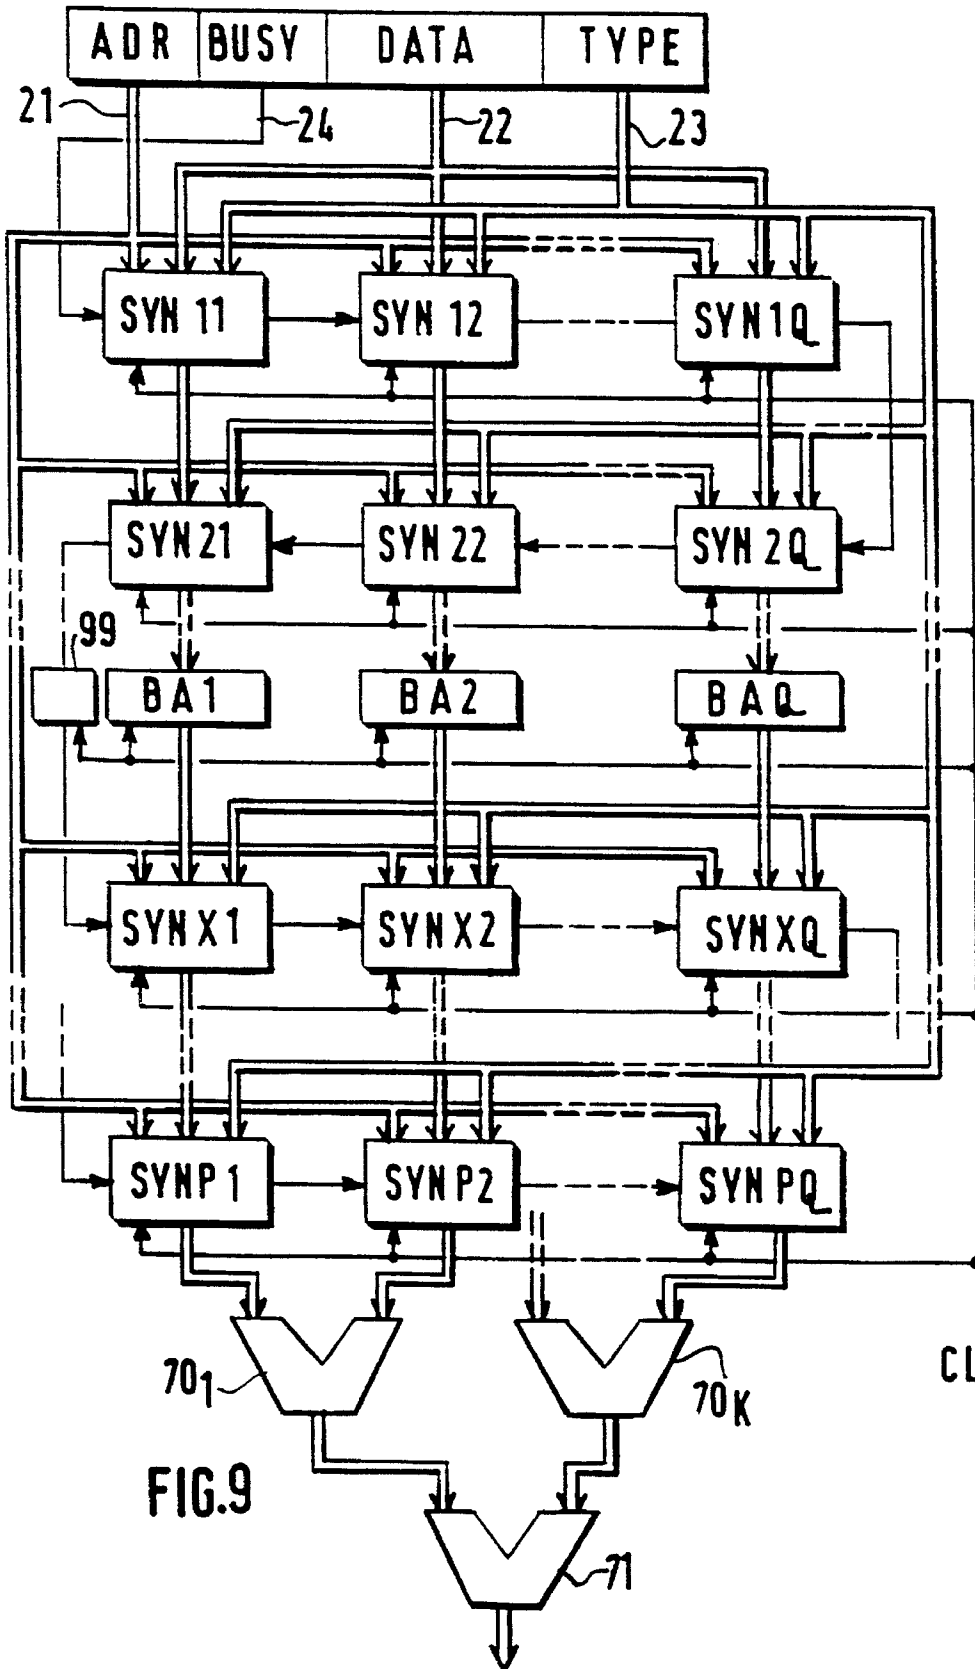 ADR BUSY DATA TYPE
21 24 22 23
SYN 11 SYN 12 SYN 1Q
SYN 21 SYN 22 SYN 2Q
99
BA1 BA2 BAQ
SYN X1 SYN X2 SYN XQ
SYN P1 SYN P2 SYN PQ
CL
70₁ 70K
FIG.9
71